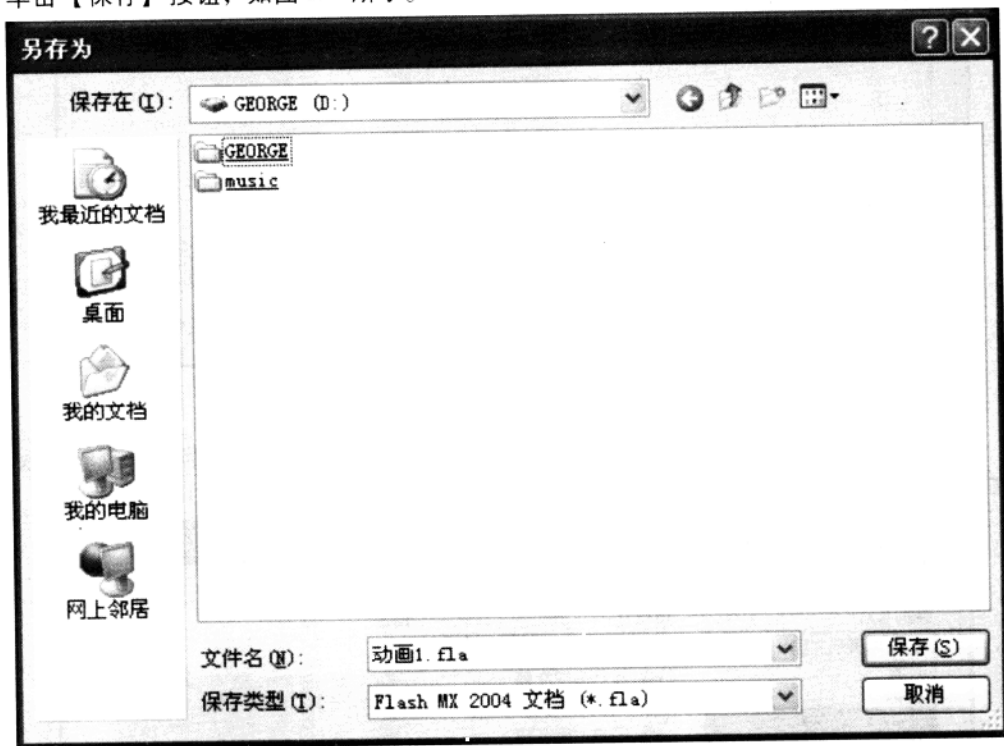 另存为
保存在(I): GEORGE (D:)
GEORGE
music
我最近的文档
桌面
我的文档
我的电脑
网上邻居
文件名(N): 动画1.fla 保存(S)
保存类型(T): Flash MX 2004 文档 (*.fla) 取消